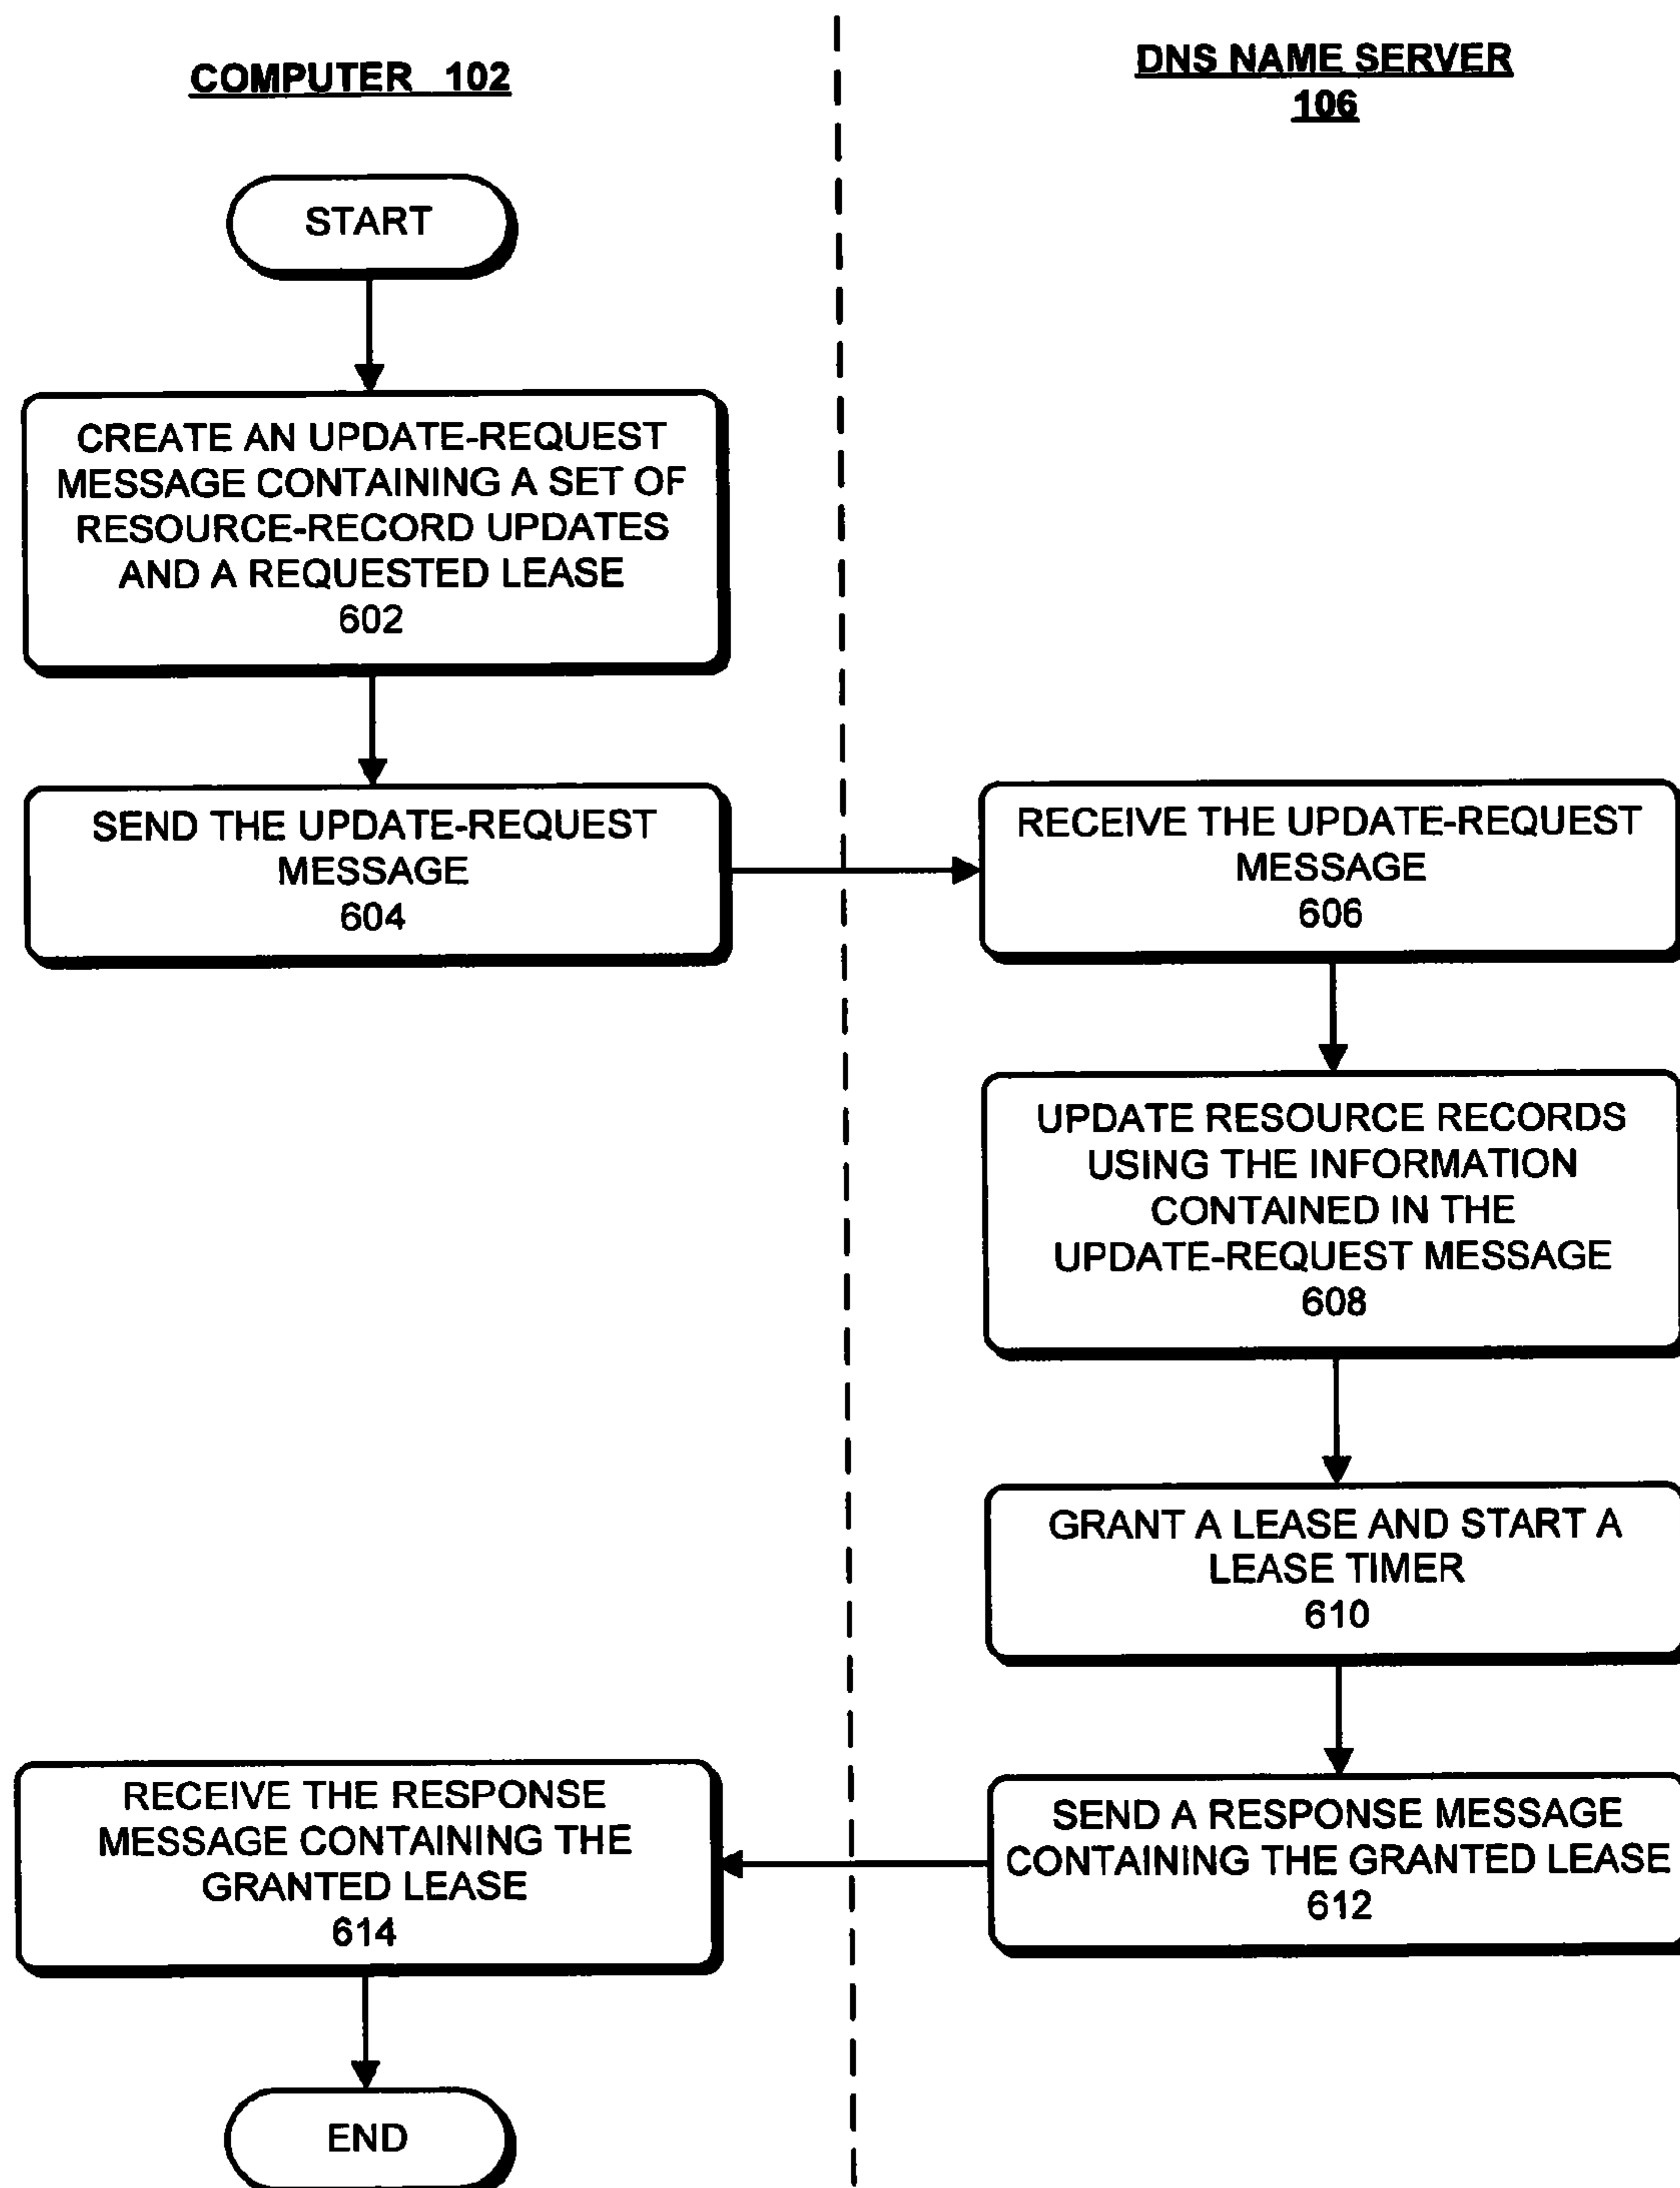 COMPUTER 102
DNS NAME SERVER
106
START
CREATE AN UPDATE-REQUEST
MESSAGE CONTAINING A SET OF
RESOURCE-RECORD UPDATES
AND A REQUESTED LEASE
602
SEND THE UPDATE-REQUEST
MESSAGE
604
RECEIVE THE UPDATE-REQUEST
MESSAGE
606
UPDATE RESOURCE RECORDS
USING THE INFORMATION
CONTAINED IN THE
UPDATE-REQUEST MESSAGE
608
GRANT A LEASE AND START A
LEASE TIMER
610
SEND A RESPONSE MESSAGE
CONTAINING THE GRANTED LEASE
612
RECEIVE THE RESPONSE
MESSAGE CONTAINING THE
GRANTED LEASE
614
END